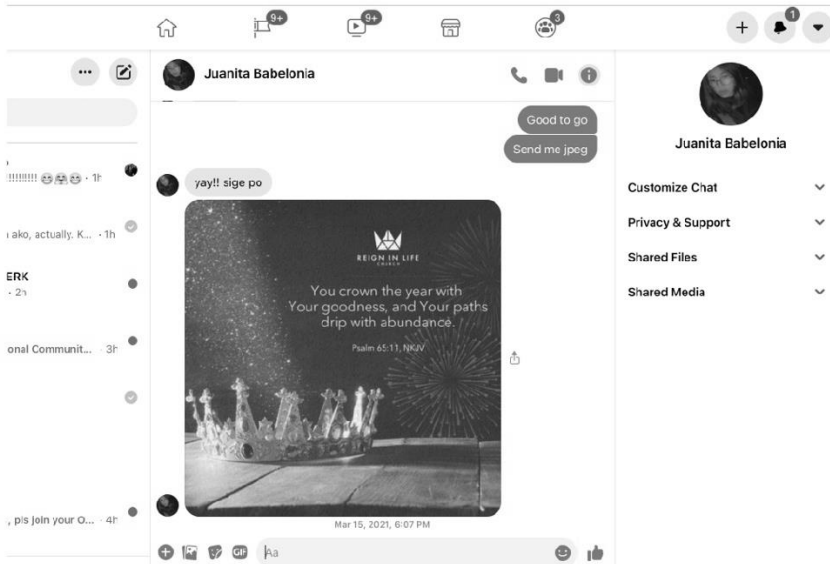 9+
9+
3
1
Juanita Babelonia
Good to go
Send me jpeg
yay!! sige po
REIGN IN LIFE
CHURCH
You crown the year with
Your goodness, and Your paths
drip with abundance.
Psalm 65:11, NKJV
Mar 15, 2021, 6:07 PM
GIF
Aa
!!!!!!!!!! 😁🤗😁 · 1h
ako, actually. K... · 1h
ERK
· 2h
onal Communit... 3h
, pls join your O... · 4h
Juanita Babelonia
Customize Chat
Privacy & Support
Shared Files
Shared Media